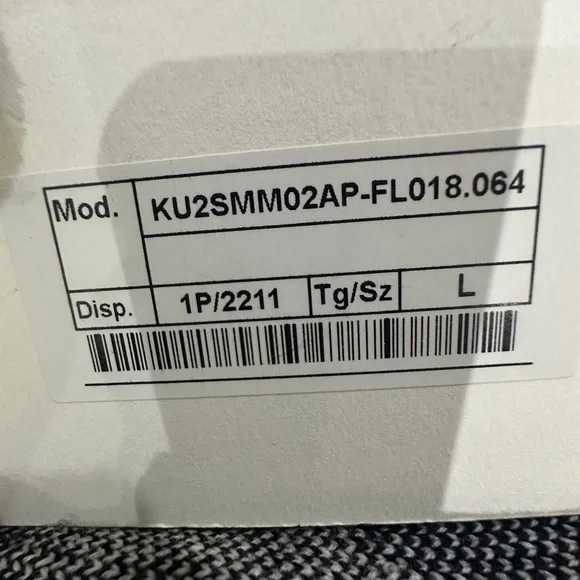 Mod. KU2SMM02AP-FL018.064
Disp. 1P/2211 Tg/Sz L